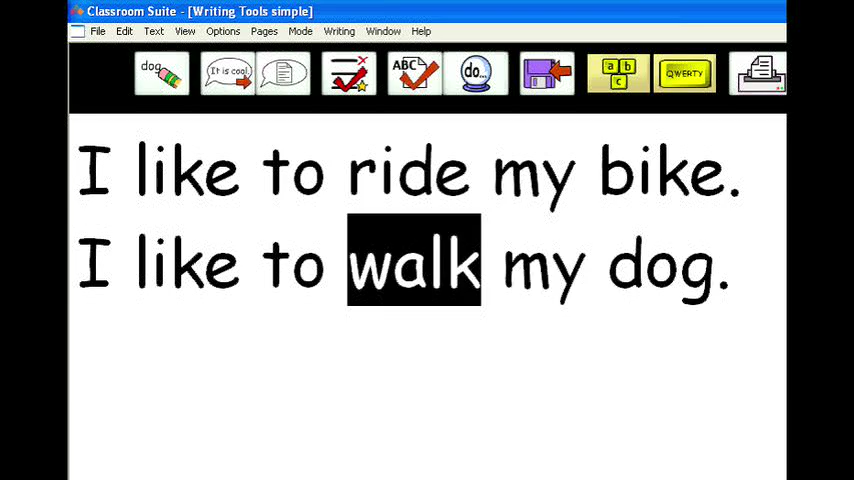 Classroom Suite - [Writing Tools simple]
File Edit Text View Options Pages Mode Writing Window Help
dog It is cool. ABC do... a b c QWERTY
I like to ride my bike.
I like to walk my dog.